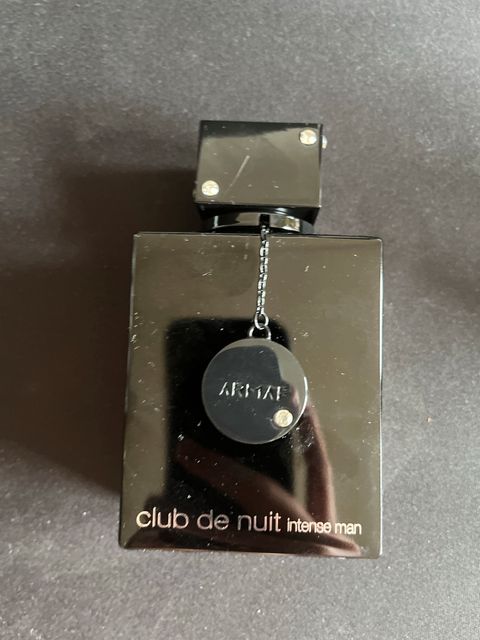 ARMAF
club de nuit intense man